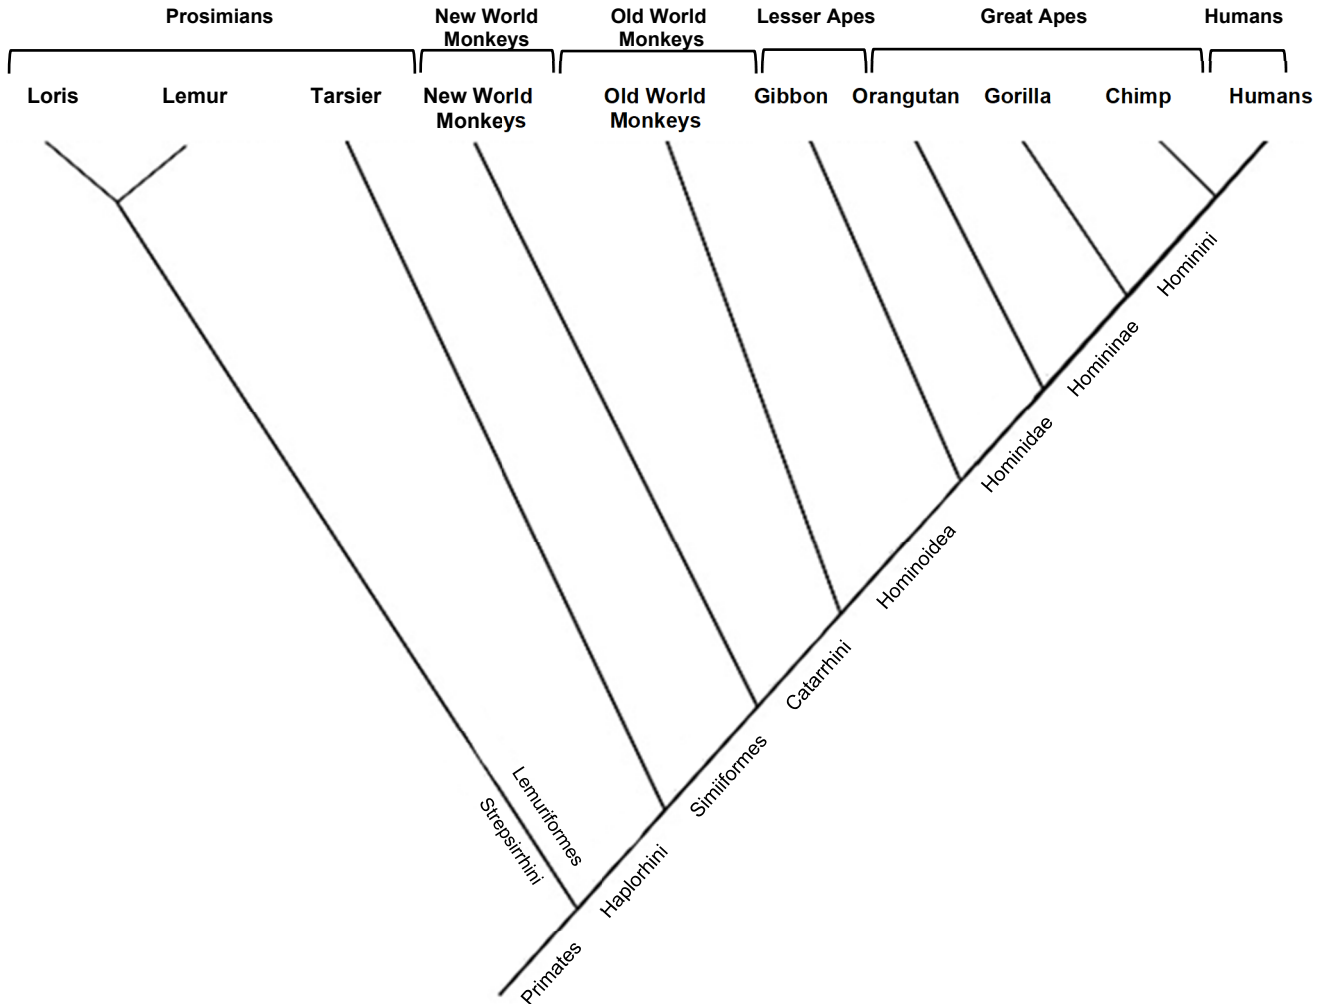 Prosimians
New World
Monkeys
Old World
Monkeys
Lesser Apes
Great Apes
Humans
Loris
Lemur
Tarsier
New World
Monkeys
Old World
Monkeys
Gibbon
Orangutan
Gorilla
Chimp
Humans
Hominini
Homininae
Hominidae
Hominoidea
Catarrhini
Simiiformes
Lemuriformes
Strepsirrhini
Haplorhini
Primates